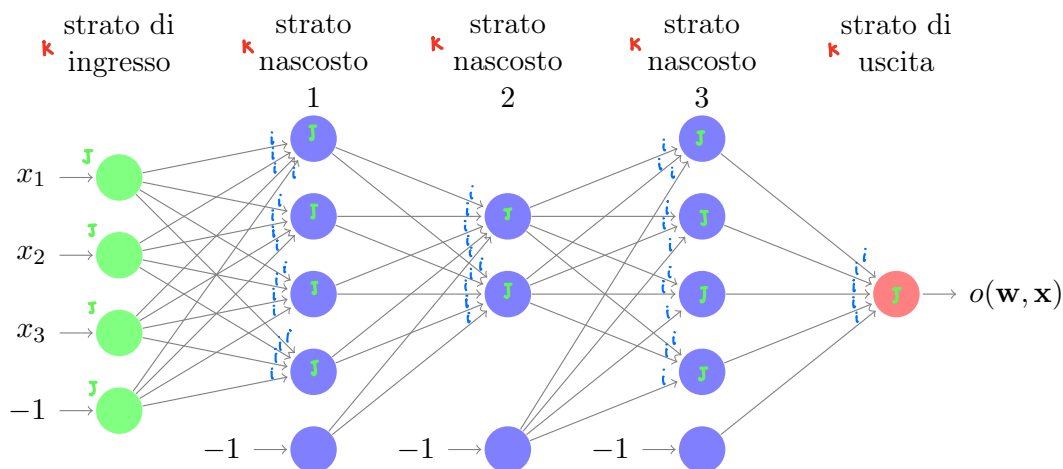 K strato di ingresso
K strato nascosto 1
K strato nascosto 2
K strato nascosto 3
K strato di uscita
J J J J
i i i i J
i i i i J
i i i i J
i i i i J
i i i i i J
i i i i i J
i i i J
i i i J
i i i J
i i i J
i i i i i J
x₁
x₂
x₃
−1
−1
−1
−1
o(w, x)